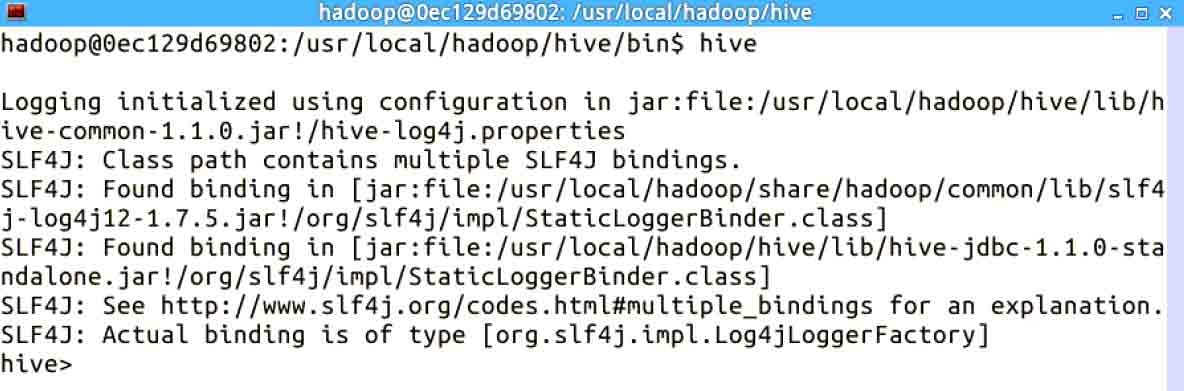 hadoop@0ec129d69802: /usr/local/hadoop/hive
hadoop@0ec129d69802:/usr/local/hadoop/hive/bin$ hive
Logging initialized using configuration in jar:file:/usr/local/hadoop/hive/lib/h
ive-common-1.1.0.jar!/hive-log4j.properties
SLF4J: Class path contains multiple SLF4J bindings.
SLF4J: Found binding in [jar:file:/usr/local/hadoop/share/hadoop/common/lib/slf4
j-log4j12-1.7.5.jar!/org/slf4j/impl/StaticLoggerBinder.class]
SLF4J: Found binding in [jar:file:/usr/local/hadoop/hive/lib/hive-jdbc-1.1.0-sta
ndalone.jar!/org/slf4j/impl/StaticLoggerBinder.class]
SLF4J: See http://www.slf4j.org/codes.html#multiple_bindings for an explanation.
SLF4J: Actual binding is of type [org.slf4j.impl.Log4jLoggerFactory]
hive>